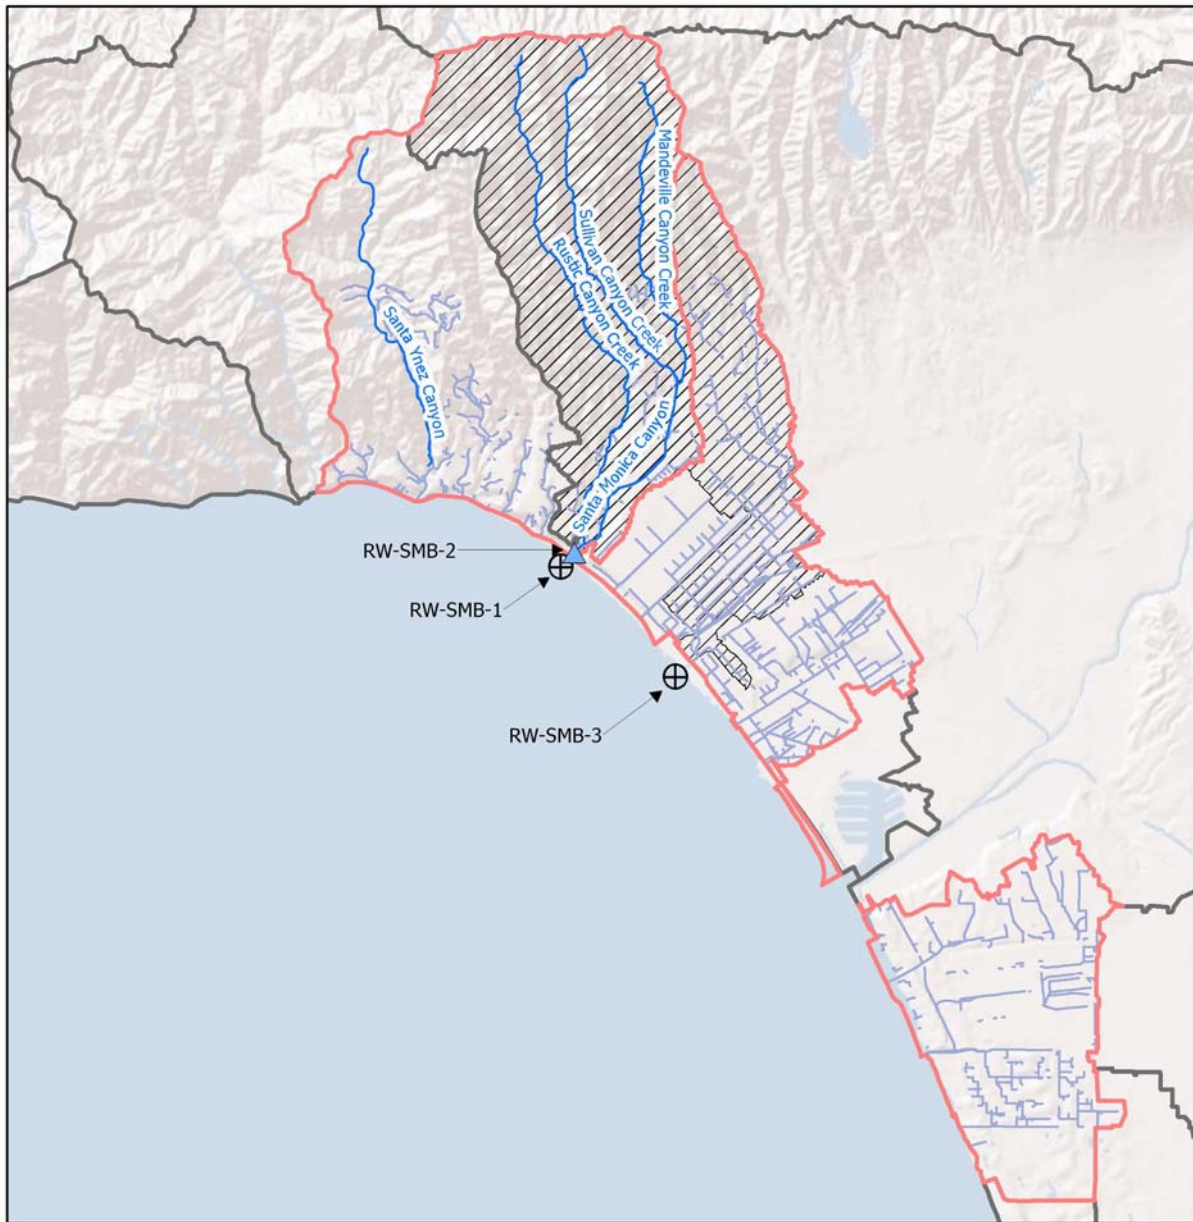 Mandeville Canyon Creek
Sullivan Canyon Creek
Rustic Canyon Creek
Santa Ynez Canyon
Santa Monica Canyon
RW-SMB-2
RW-SMB-1
RW-SMB-3